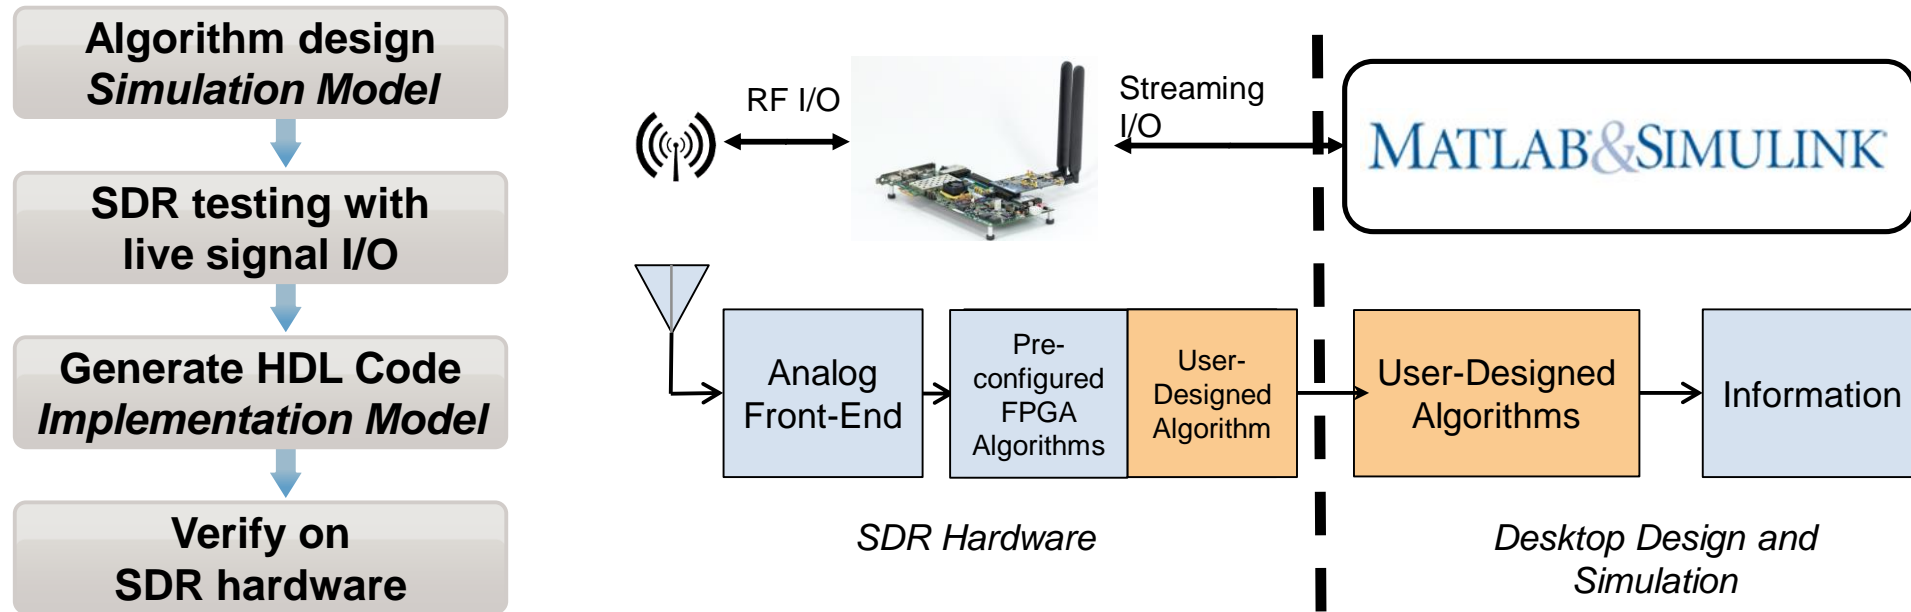 Algorithm design
Simulation Model
SDR testing with
live signal I/O
Generate HDL Code
Implementation Model
Verify on
SDR hardware
RF I/O
Streaming
I/O
MATLAB&SIMULINK
Analog
Front-End
Pre-
configured
FPGA
Algorithms
User-
Designed
Algorithm
User-Designed
Algorithms
Information
SDR Hardware
Desktop Design and
Simulation